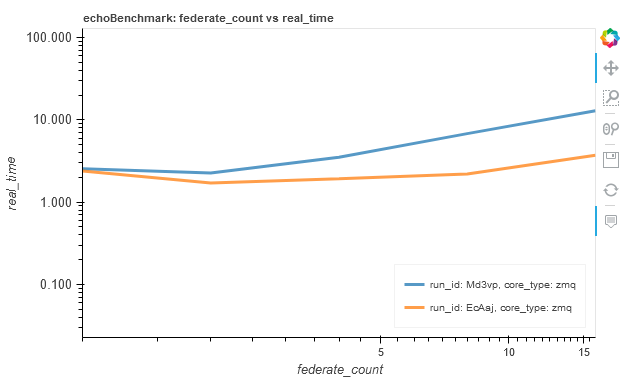 echoBenchmark: federate_count vs real_time
100.000
10.000
1.000
0.100
real_time
run_id: Md3vp, core_type: zmq
run_id: EcAaj, core_type: zmq
5
10
15
federate_count